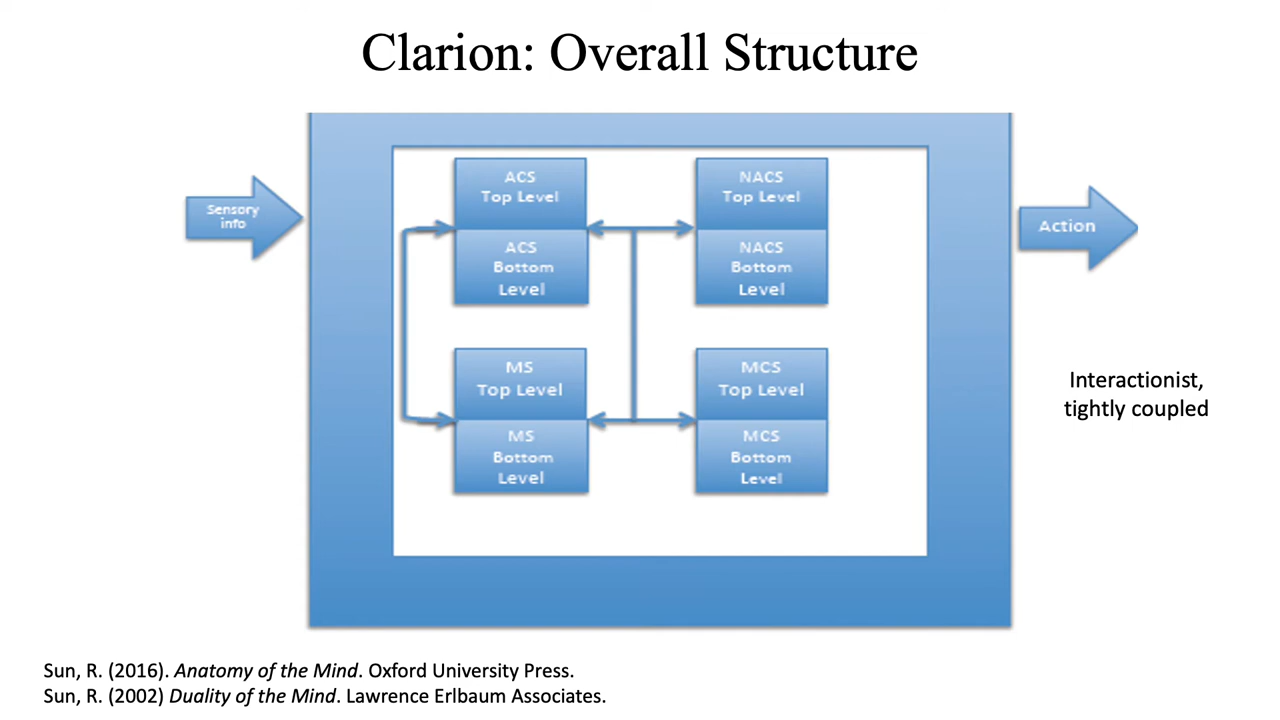 Clarion: Overall Structure
Sensory
info
ACS
Top Level
ACS
Bottom
Level
NACS
Top Level
NACS
Bottom
Level
Action
MS
Top Level
MS
Bottom
Level
MCS
Top Level
MCS
Bottom
Level
Interactionist,
tightly coupled
Sun, R. (2016). Anatomy of the Mind. Oxford University Press.
Sun, R. (2002) Duality of the Mind. Lawrence Erlbaum Associates.